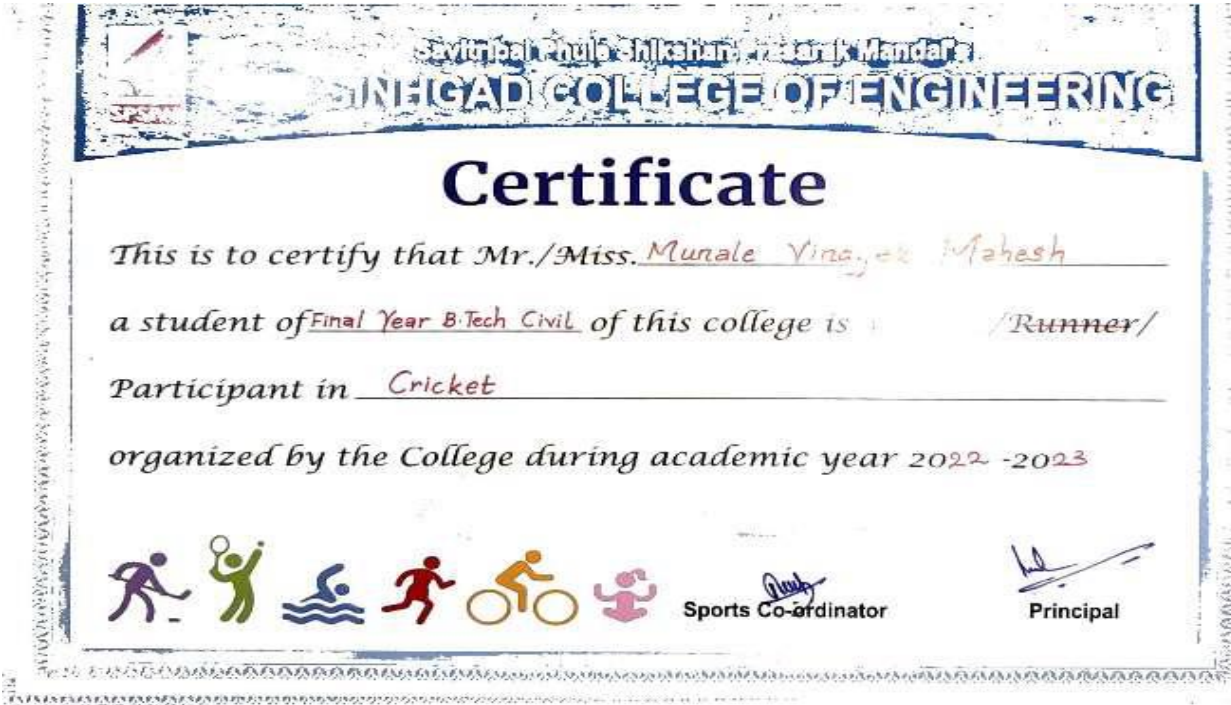 Savitribai Phule Shikshan Prasarak Mandal's
SINHGAD COLLEGE OF ENGINEERING
SPSPM
Certificate
This is to certify that Mr./Miss. Munale Mahesh
a student of Final Year B.Tech Civil of this college is /Runner/
Participant in Cricket
organized by the College during academic year 2022 -2023
Sports Co-ordinator
Principal